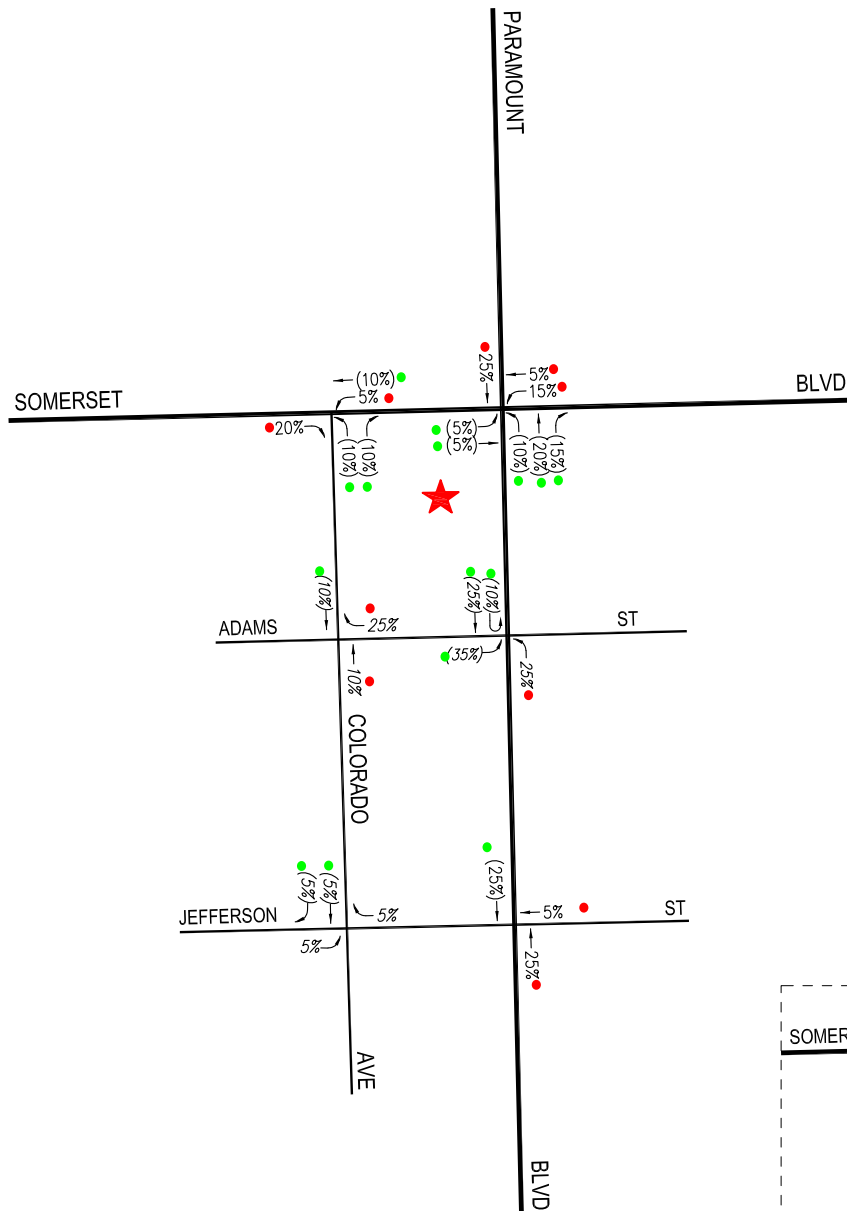 PARAMOUNT
25%
5%
15%
(10%)
5%
SOMERSET
BLVD
20%
(10%)
(10%)
(5%)
(5%)
(10%)
20%)
(15%)
(10%)
(25%)
(10%)
ADAMS
25%
ST
(35%)
10%
25%
COLORADO
(5%)
(5%)
(25%)
JEFFERSON
5%
5%
ST
5%
25%
SOMER
AVE
BLVD